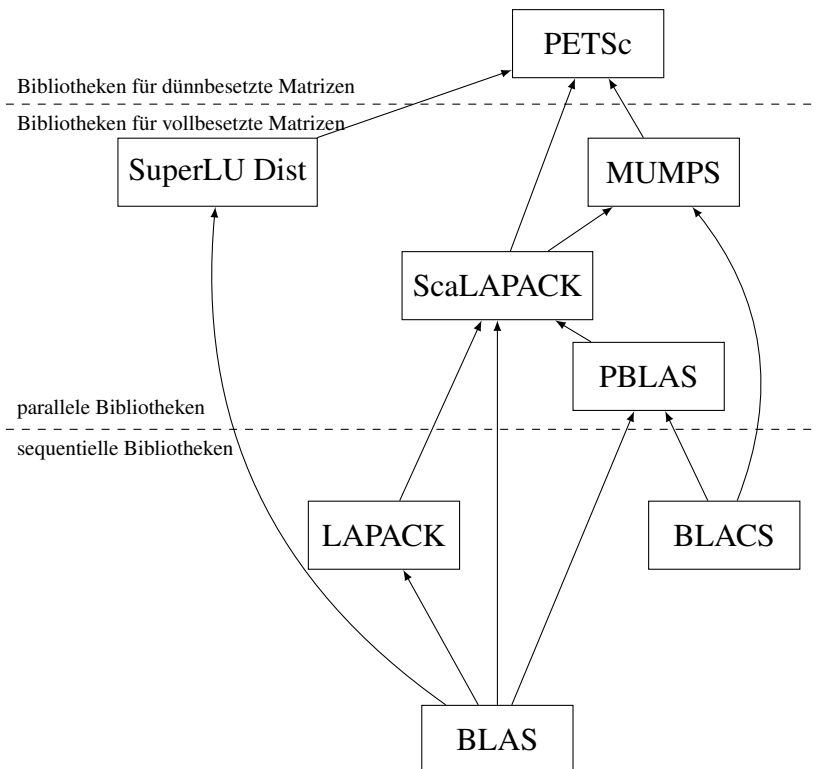 PETSc
Bibliotheken für dünnbesetzte Matrizen
Bibliotheken für vollbesetzte Matrizen
SuperLU Dist
MUMPS
ScaLAPACK
PBLAS
parallele Bibliotheken
sequentielle Bibliotheken
LAPACK
BLACS
BLAS